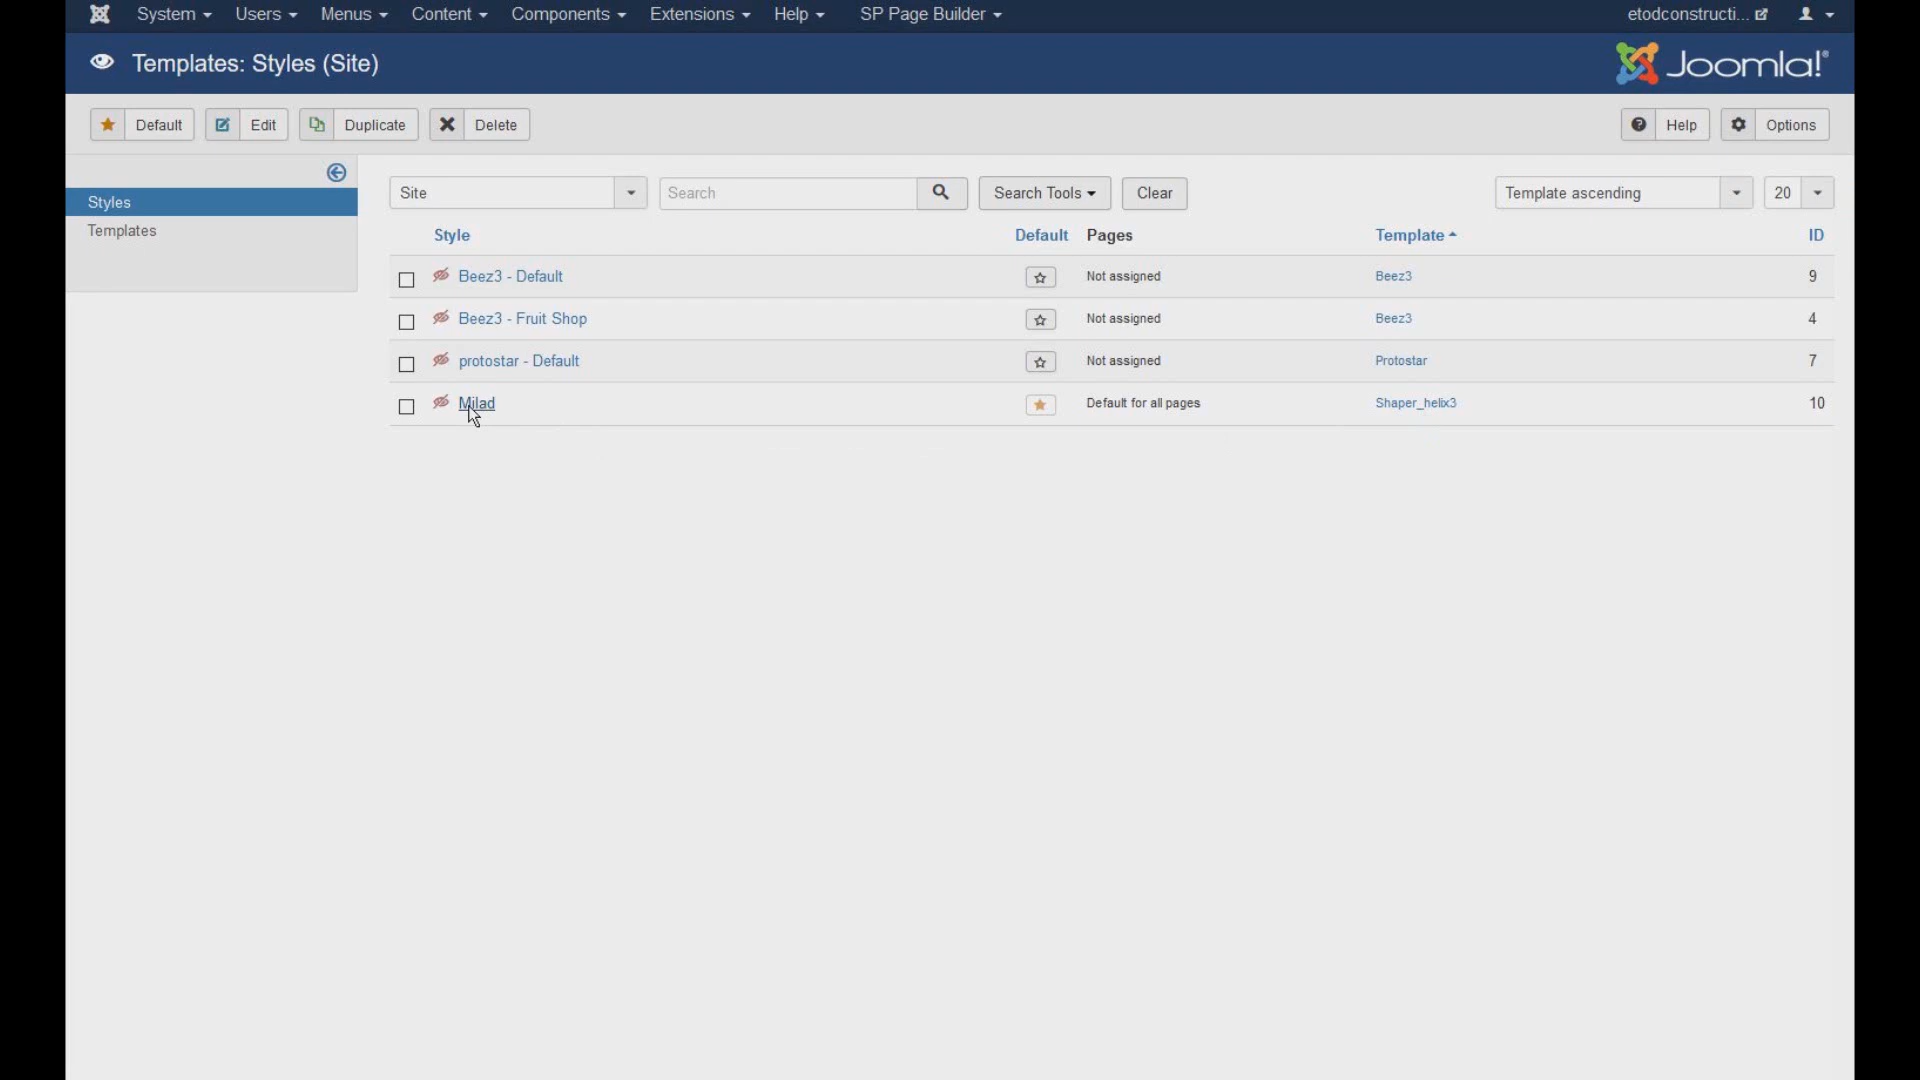 System Users Menus Content Components Extensions Help SP Page Builder etodconstructi...
Templates: Styles (Site) Joomla!®
Default Edit Duplicate Delete Help Options
Styles
Templates
Site Search Search Tools Clear Template ascending 20
Style Default Pages Template ID
Beez3 - Default Not assigned Beez3 9
Beez3 - Fruit Shop Not assigned Beez3 4
protostar - Default Not assigned Protostar 7
Milad Default for all pages Shaper_helix3 10